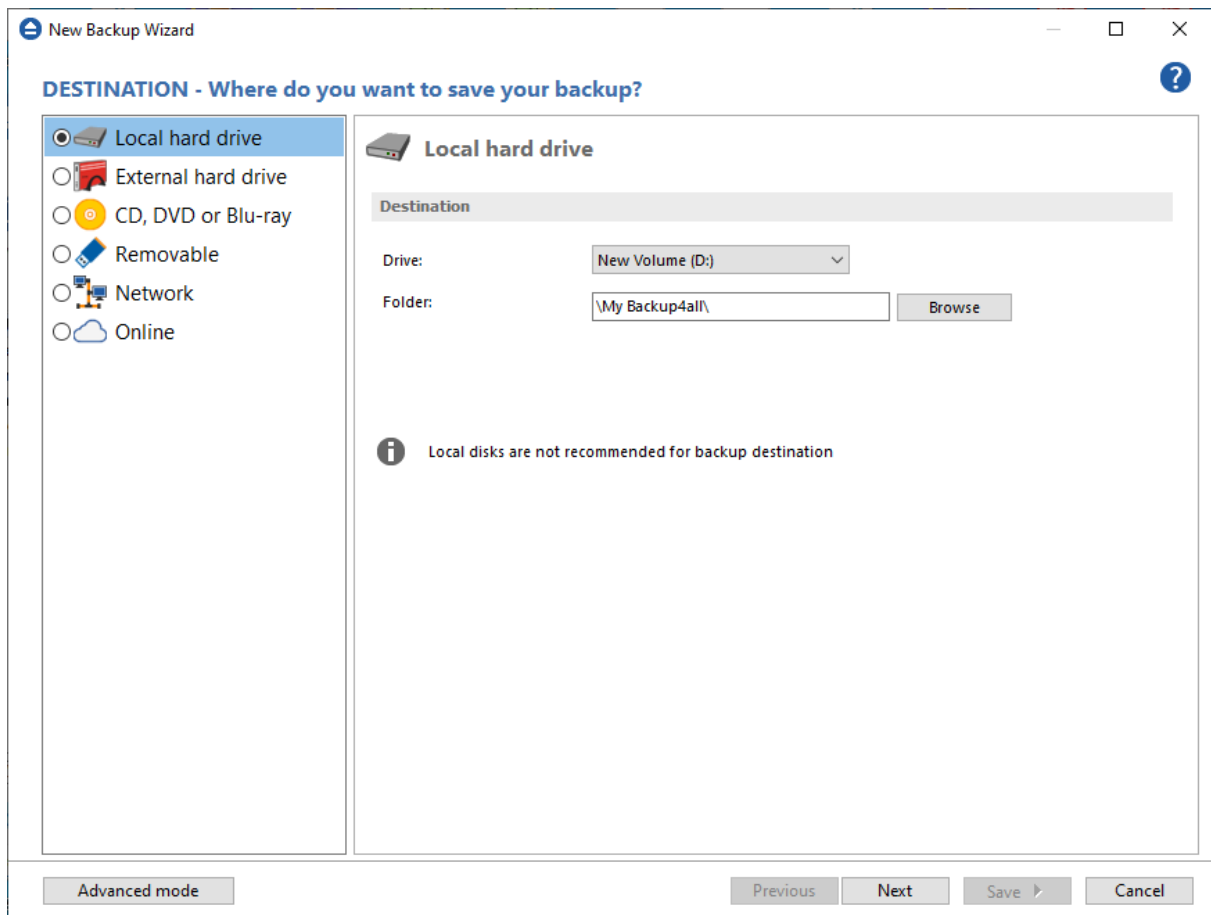 New Backup Wizard
DESTINATION - Where do you want to save your backup?
Local hard drive
External hard drive
CD, DVD or Blu-ray
Removable
Network
Online
Local hard drive
Destination
Drive:
New Volume (D:)
Folder:
\My Backup4all\
Browse
Local disks are not recommended for backup destination
Advanced mode
Previous
Next
Save
Cancel